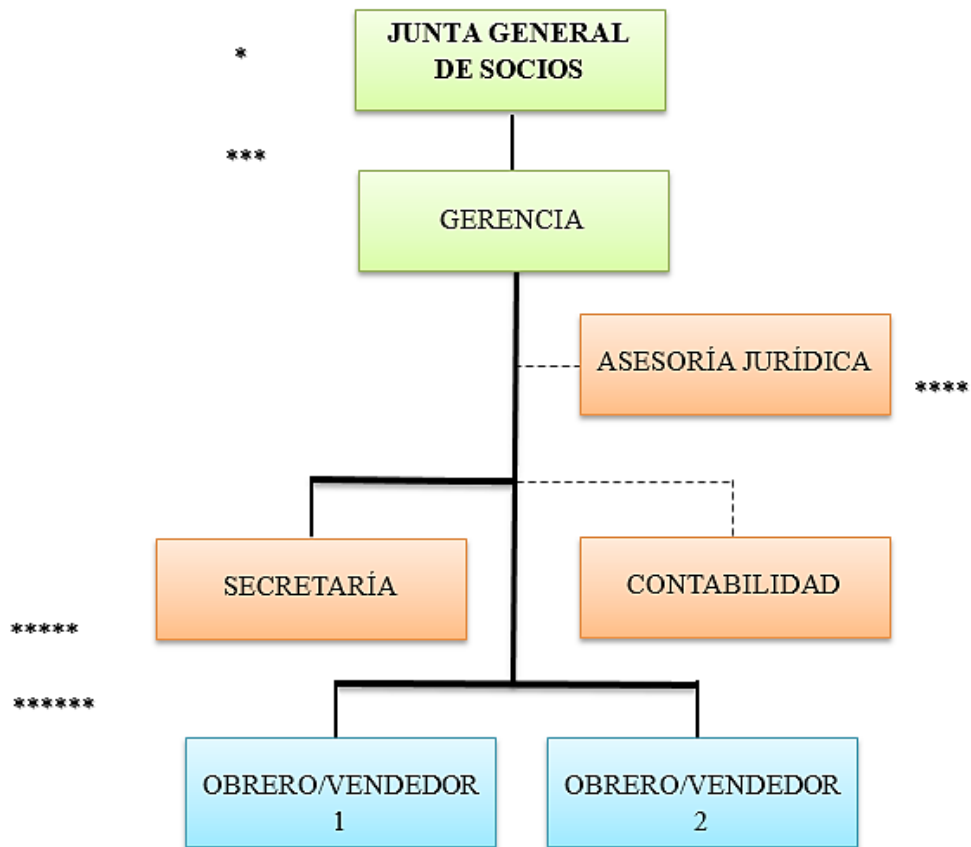 JUNTA GENERAL
DE SOCIOS
*
***
GERENCIA
ASESORÍA JURÍDICA
****
SECRETARÍA
CONTABILIDAD
*****
******
OBRERO/VENDEDOR
1
OBRERO/VENDEDOR
2